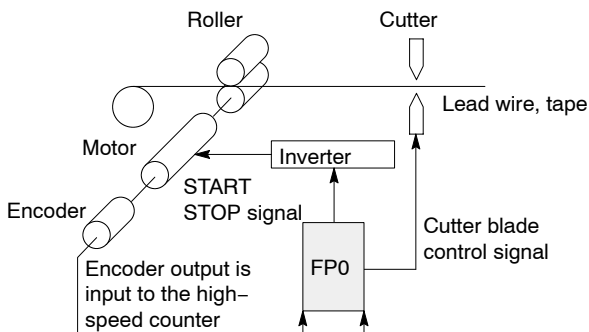 Roller
Cutter
Lead wire, tape
Motor
Inverter
START
STOP signal
Encoder
Cutter blade
control signal
FP0
Encoder output is
input to the high–
speed counter